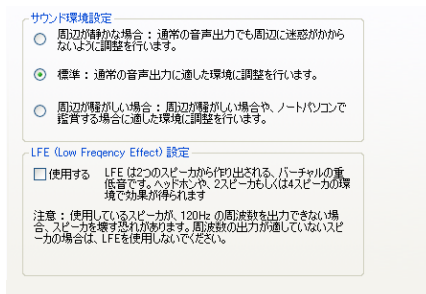 サウンド環境設定
周辺が静かな場合：通常の音声出力でも周辺に迷惑がかから
ないように調整を行います。
標準：通常の音声出力に適した環境に調整を行います。
周辺が騒がしい場合：周辺が騒がしい場合や、ノートパソコンで
鑑賞する場合に適した環境に調整を行います。
LFE (Low Freqency Effect) 設定
使用する
LFE は2つのスピーカから作り出される、バーチャルの重
低音です。ヘッドホンや、2スピーカもしくは4スピーカの環
境で効果が得られます
注意：使用しているスピーカが、120Hz の周波数を出力できない場
合、スピーカを壊す恐れがあります。周波数の出力が適していないスピ
ーカの場合は、LFEを使用しないでください。